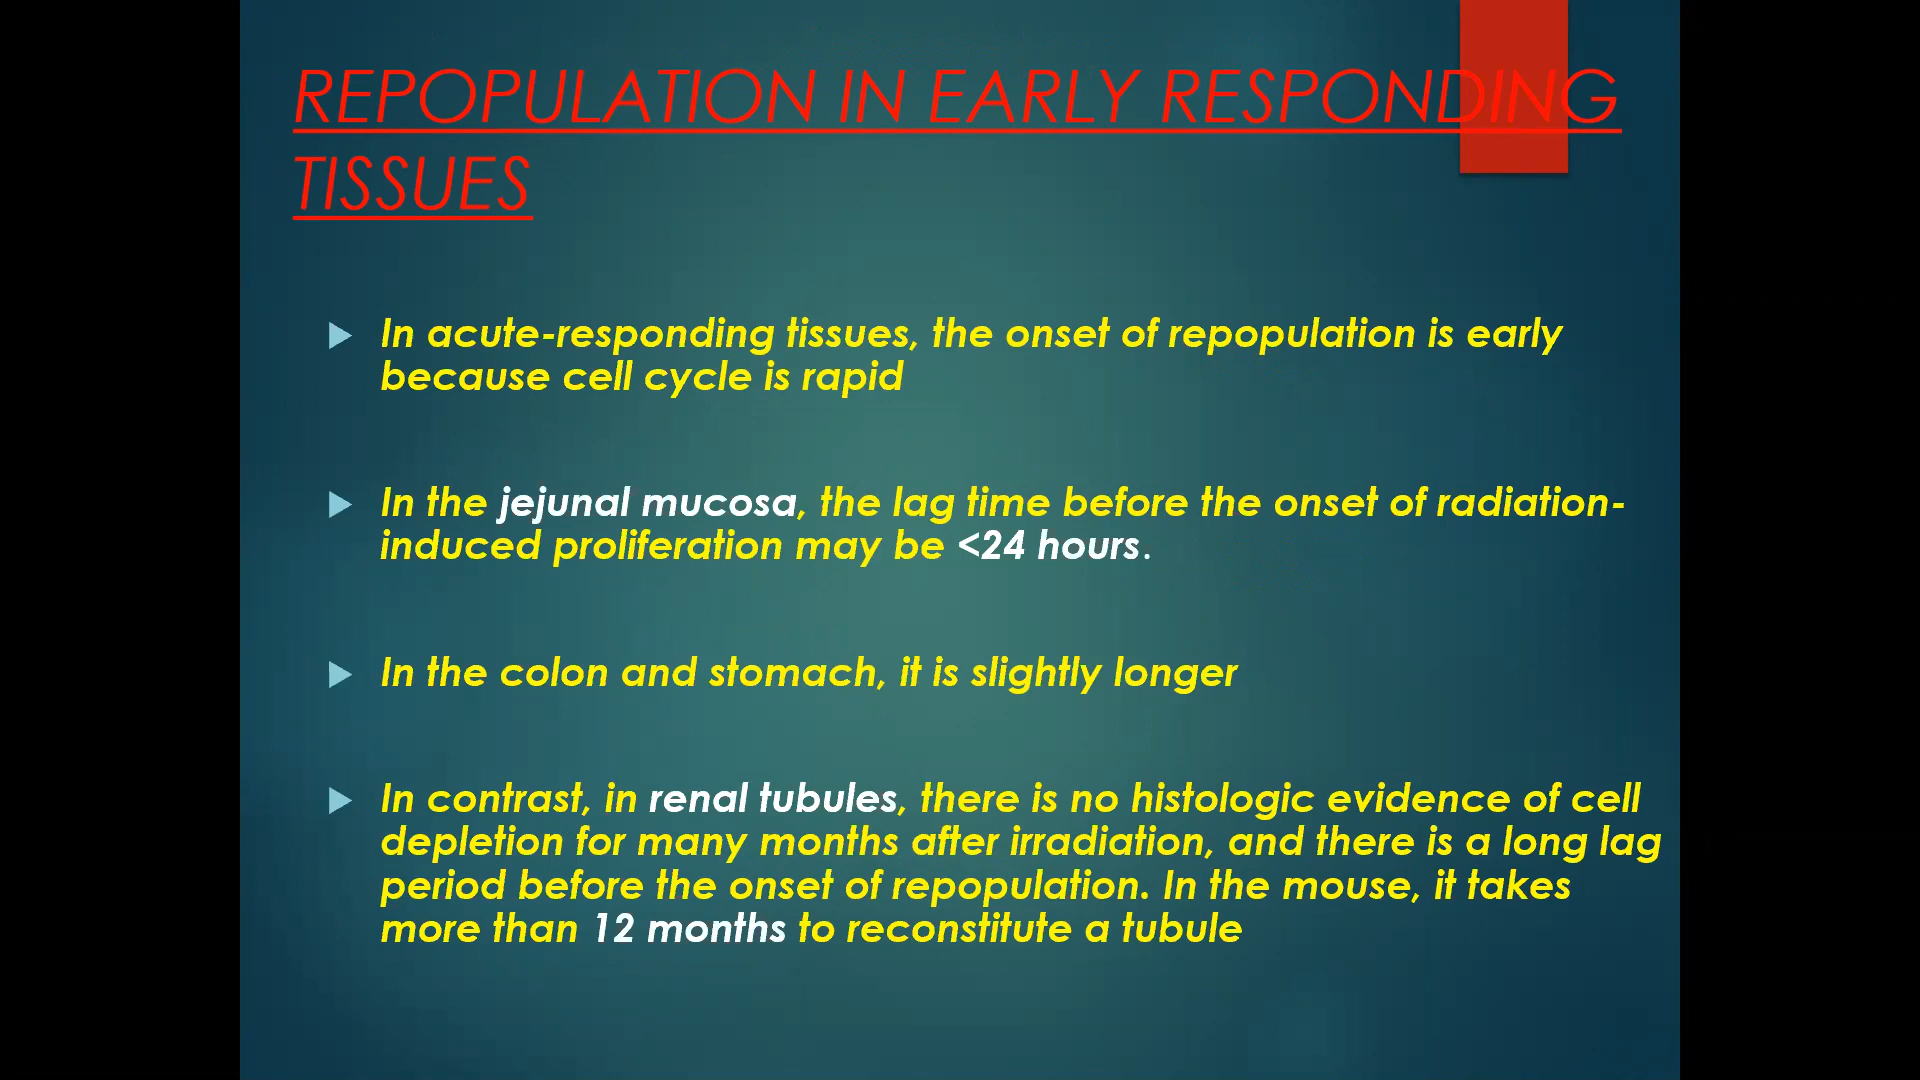 REPOPULATION IN EARLY RESPONDING
TISSUES
In acute-responding tissues, the onset of repopulation is early
because cell cycle is rapid
In the jejunal mucosa, the lag time before the onset of radiation-
induced proliferation may be <24 hours.
In the colon and stomach, it is slightly longer
In contrast, in renal tubules, there is no histologic evidence of cell
depletion for many months after irradiation, and there is a long lag
period before the onset of repopulation. In the mouse, it takes
more than 12 months to reconstitute a tubule